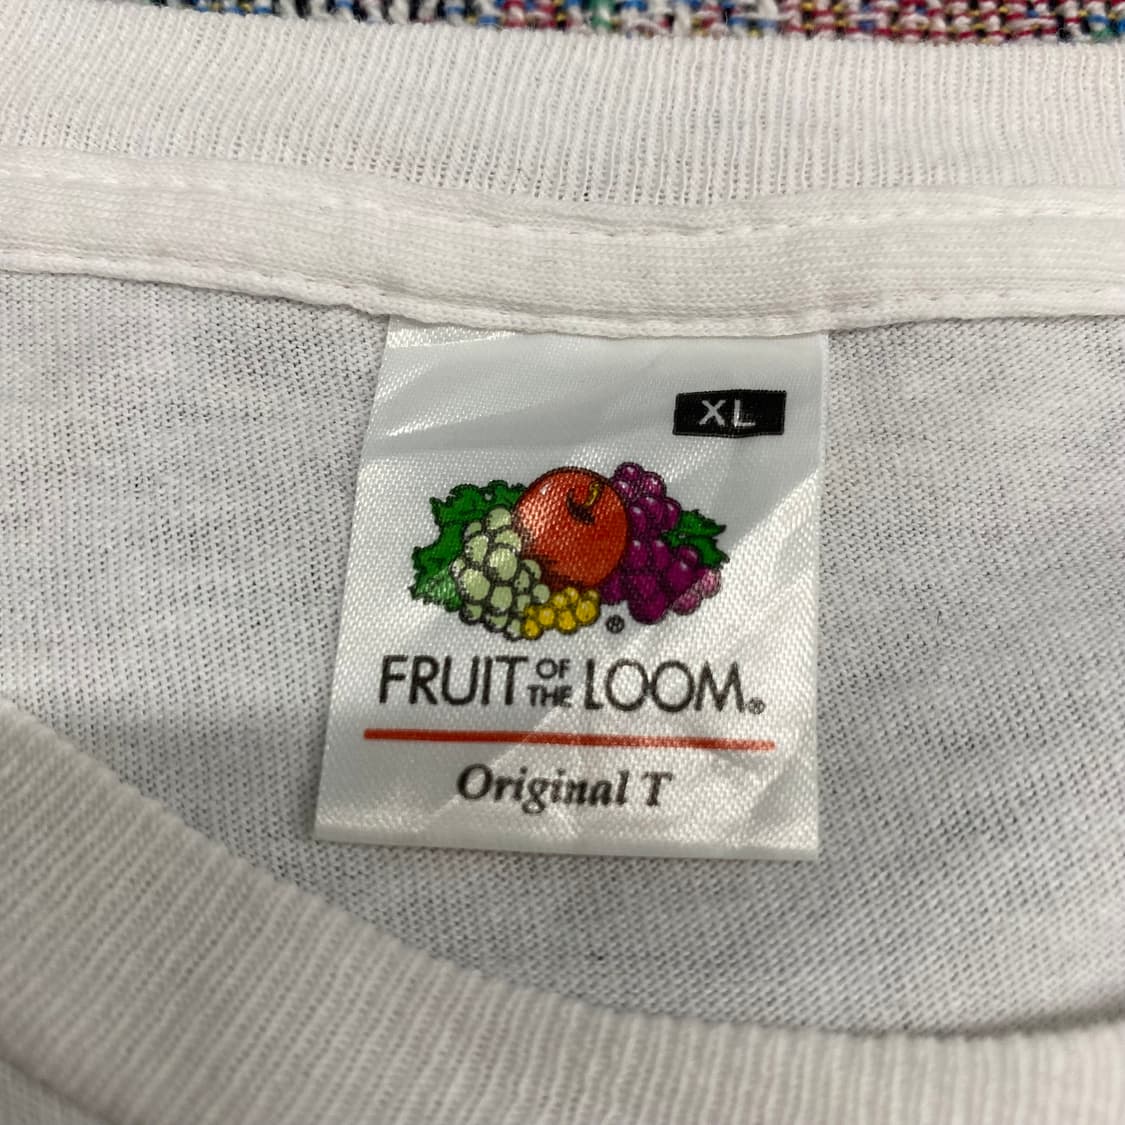 XL
®
FRUIT OF THE LOOM®
Original T